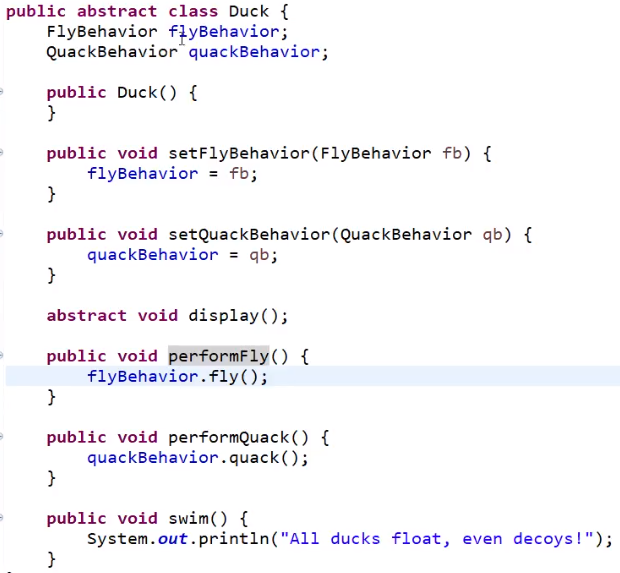 public abstract class Duck {
    FlyBehavior flyBehavior;
    QuackBehavior quackBehavior;

    public Duck() {
    }

    public void setFlyBehavior(FlyBehavior fb) {
        flyBehavior = fb;
    }

    public void setQuackBehavior(QuackBehavior qb) {
        quackBehavior = qb;
    }

    abstract void display();

    public void performFly() {
        flyBehavior.fly();
    }

    public void performQuack() {
        quackBehavior.quack();
    }

    public void swim() {
        System.out.println("All ducks float, even decoys!");
    }